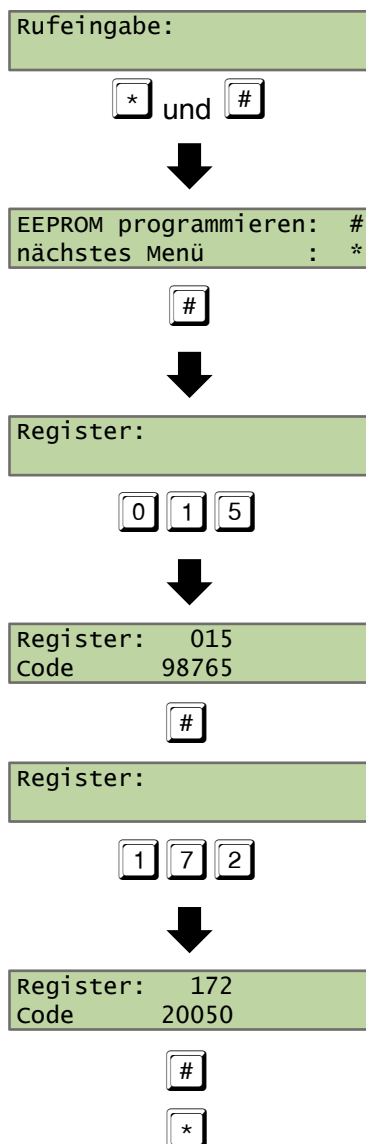 Rufeingabe:
* und #
EEPROM programmieren: #
nächstes Menü : *
#
Register:
0 1 5
Register: 015
Code 98765
#
Register:
1 7 2
Register: 172
Code 20050
#
*